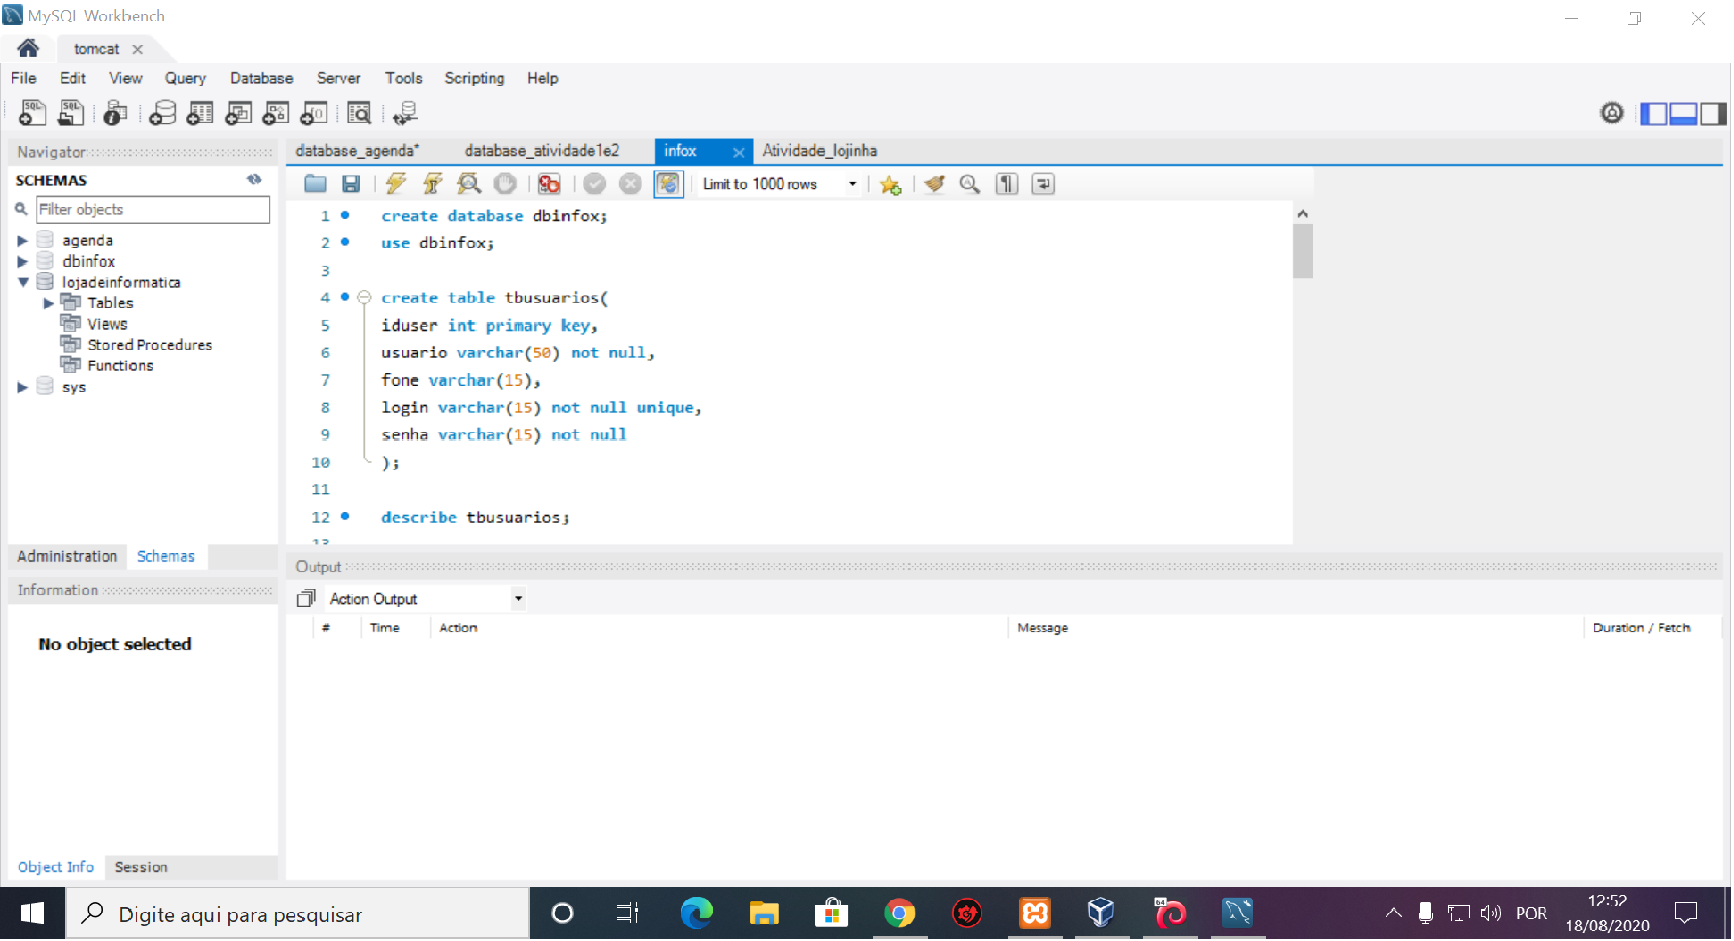 MySQL Workbench
tomcat
File Edit View Query Database Server Tools Scripting Help
Navigator
SCHEMAS
Filter objects
agenda
dbinfox
lojadeinformatica
Tables
Views
Stored Procedures
Functions
sys
Administration Schemas
Information
No object selected
Object Info Session
database_agenda* database_atividade1e2 infox Atividade_lojinha
Limit to 1000 rows
1 create database dbinfox;
2 use dbinfox;
3
4 create table tbusuarios(
5 iduser int primary key,
6 usuario varchar(50) not null,
7 fone varchar(15),
8 login varchar(15) not null unique,
9 senha varchar(15) not null
10 );
11
12 describe tbusuarios;
13
Output
Action Output
# Time Action Message Duration / Fetch
Digite aqui para pesquisar
POR
12:52
18/08/2020